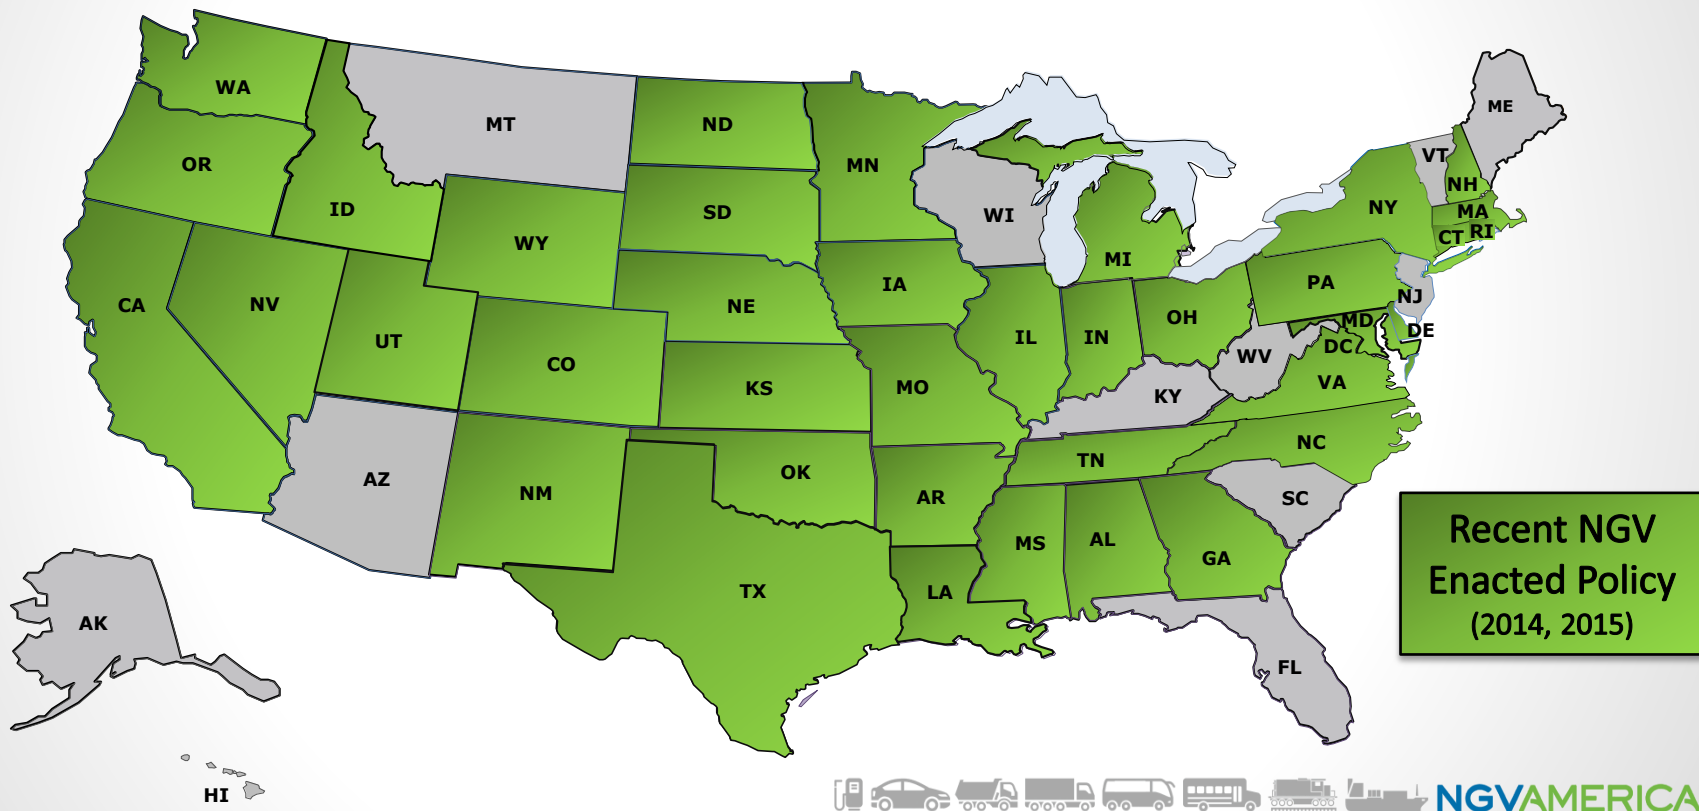 WA
MT
ND
MN
ME
OR
VT
NH
ID
SD
WI
NY
MA
WY
CT
RI
MI
CA
NV
NE
IA
PA
NJ
UT
IL
IN
OH
MD
DE
CO
WV
DC
KS
MO
KY
VA
AZ
NM
OK
TN
NC
AR
SC
MS
AL
GA
TX
LA
AK
FL
HI
Recent NGV
Enacted Policy
(2014, 2015)
NGVAMERICA